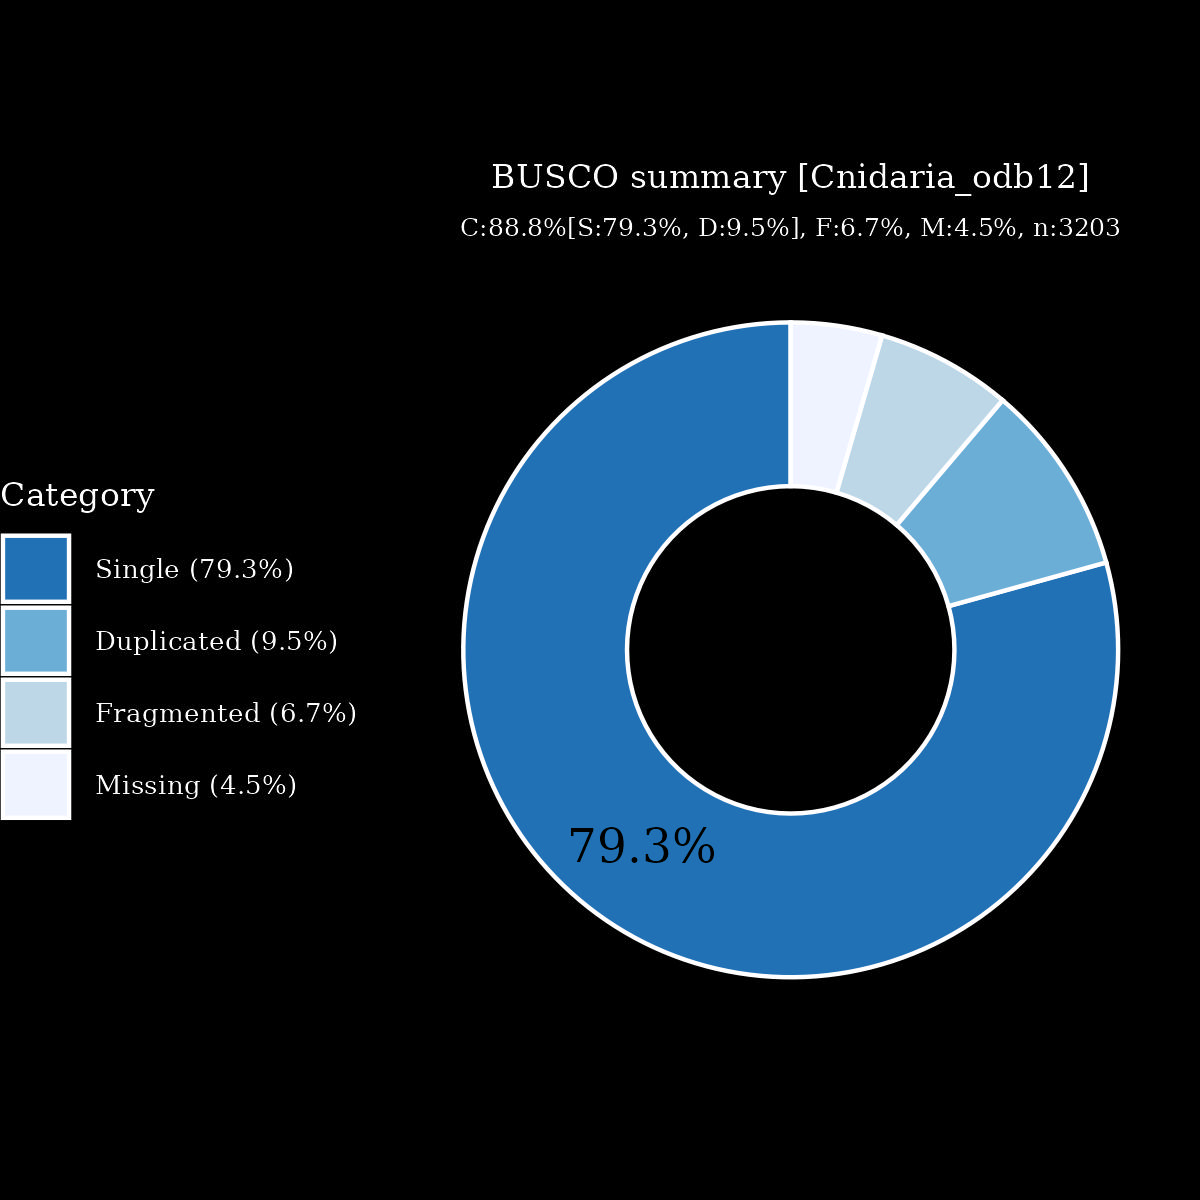 BUSCO summary [Cnidaria_odb12]
C:88.8%[S:79.3%, D:9.5%], F:6.7%, M:4.5%, n:3203
Category
Single (79.3%)
Duplicated (9.5%)
Fragmented (6.7%)
Missing (4.5%)
79.3%